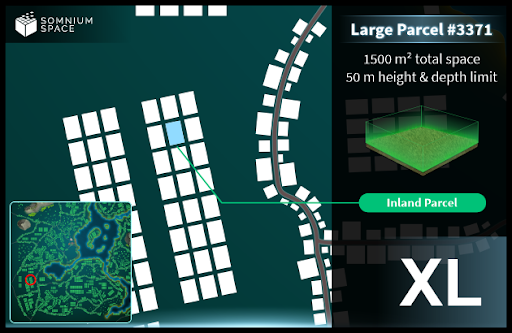 SOMNIUM
SPACE
Large Parcel #3371
1500 m² total space
50 m height & depth limit
Inland Parcel
XL